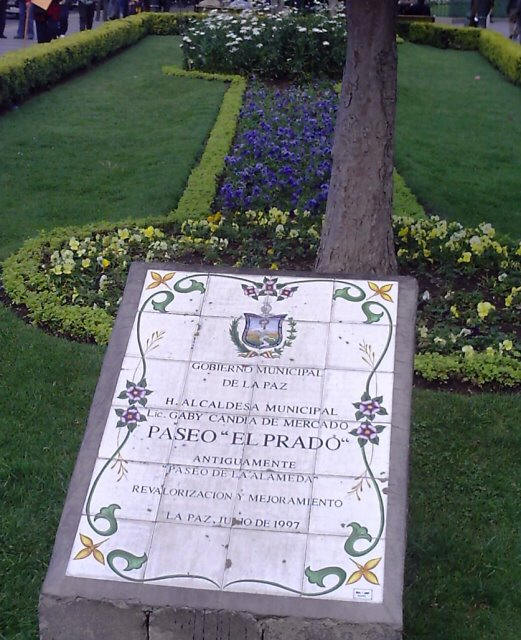 GOBIERNO MUNICIPAL
DE LA PAZ
H. ALCALDESA MUNICIPAL
LIC. GABY CANDIA DE MERCADO
PASEO "EL PRADO"
ANTIGUAMENTE
"PASEO DE LA ALAMEDA"
REVALORIZACION Y MEJORAMIENTO
LA PAZ, JULIO DE 1997